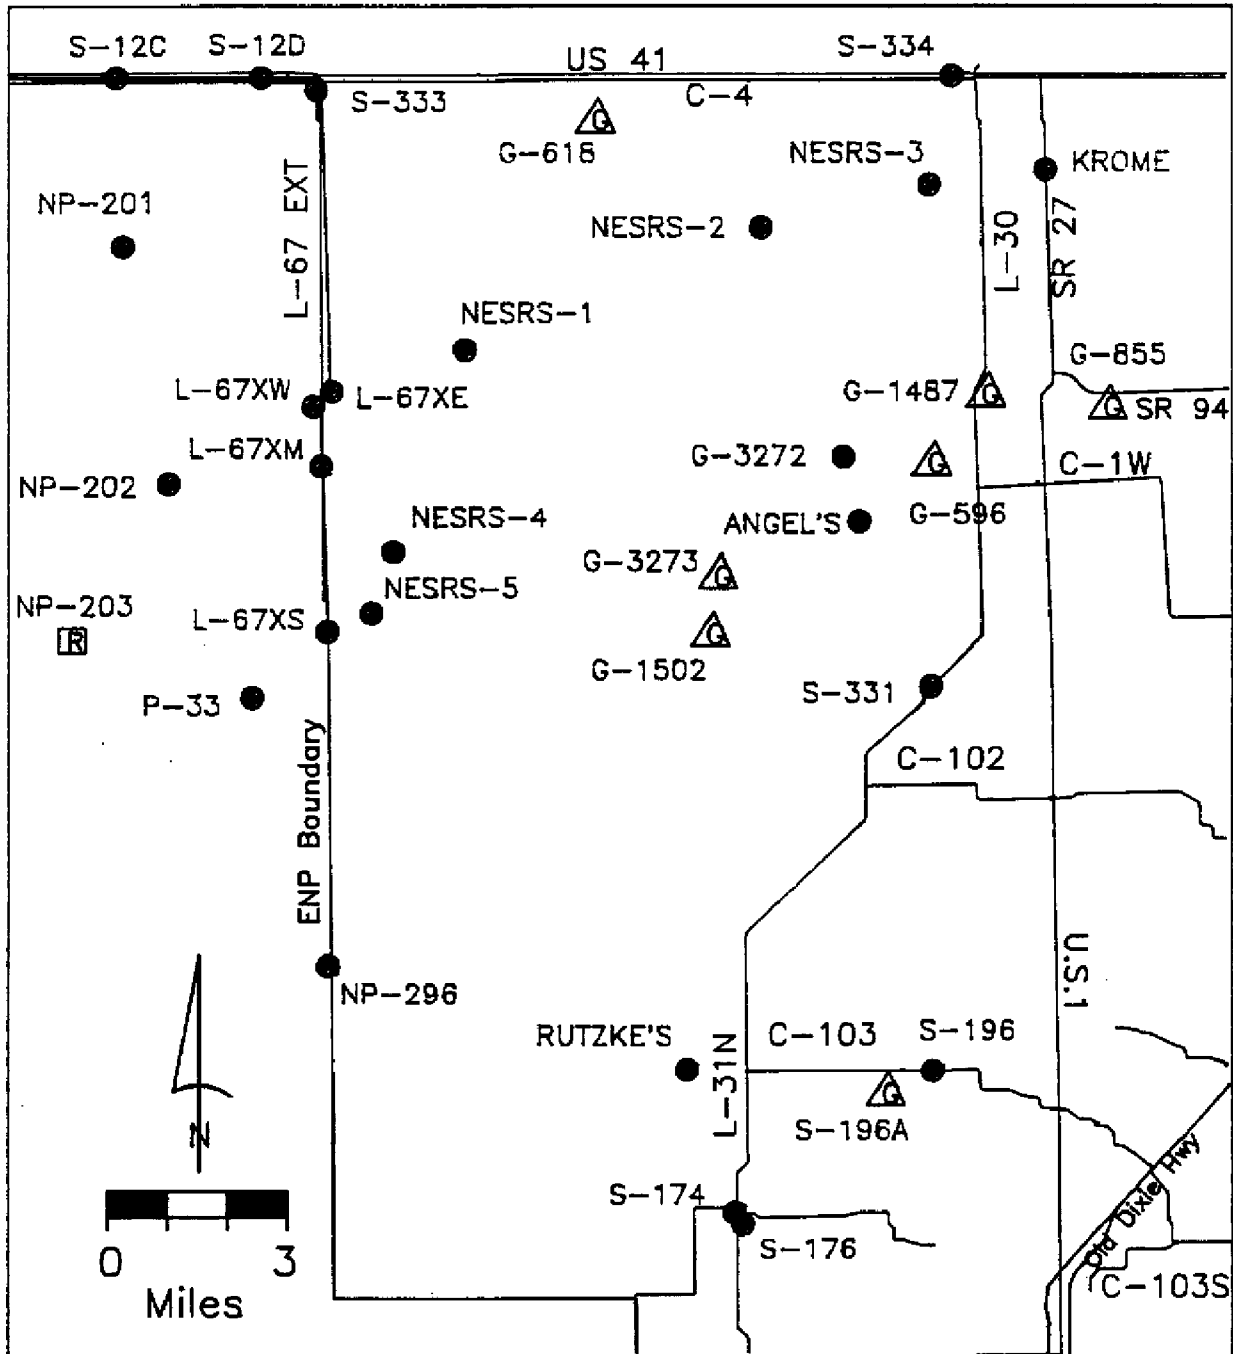 S-12C
S-12D
US 41
S-334
S-333
C-4
G
G-618
NESRS-3
KROME
NP-201
L-67 EXT
NESRS-2
L-30
SR 27
NESRS-1
G-855
L-67XW
L-67XE
G-1487
G
G
SR 94
L-67XM
G-3272
G
C-1W
NP-202
NESRS-4
ANGEL'S
G-596
G-3273
G
NESRS-5
NP-203
R
L-67XS
G
G-1502
S-331
P-33
ENP Boundary
C-102
U.S.1
NP-296
RUTZKE'S
L-31N
C-103
S-196
G
S-196A
N
Old Dixie Hwy
S-174
S-176
0
3
Miles
C-103S